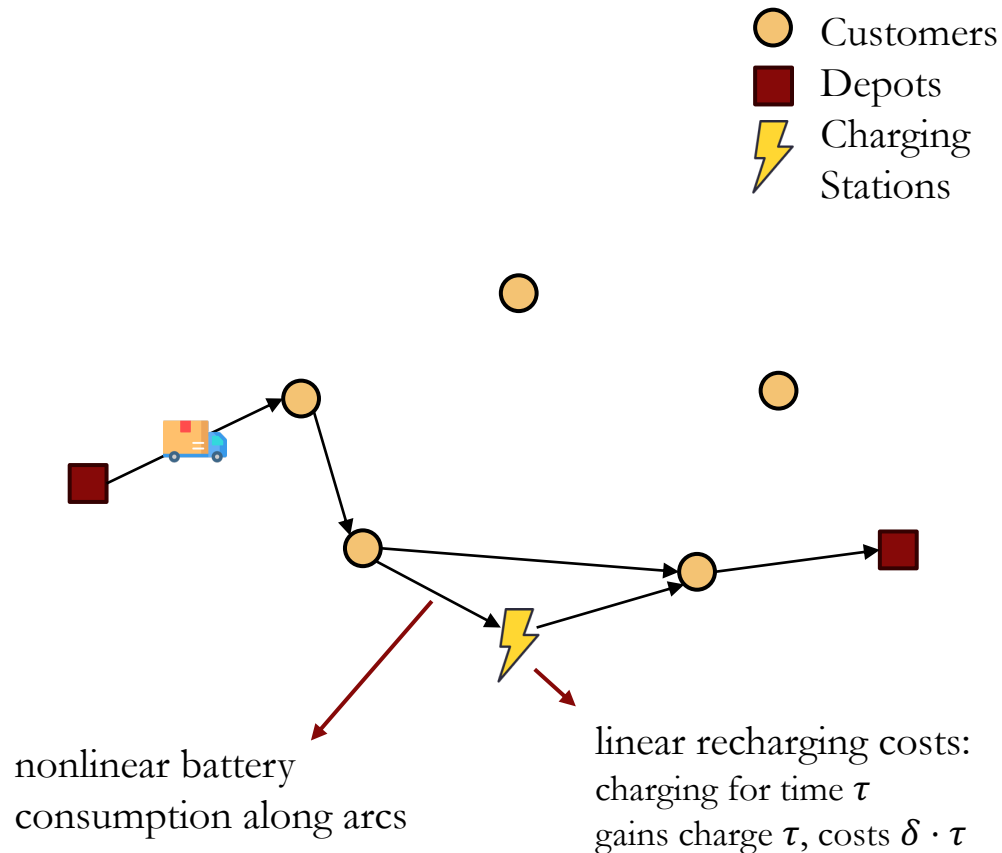 Customers
Depots
Charging
Stations
nonlinear battery
consumption along arcs
linear recharging costs:
charging for time 𝜏
gains charge 𝜏, costs 𝛿 · 𝜏